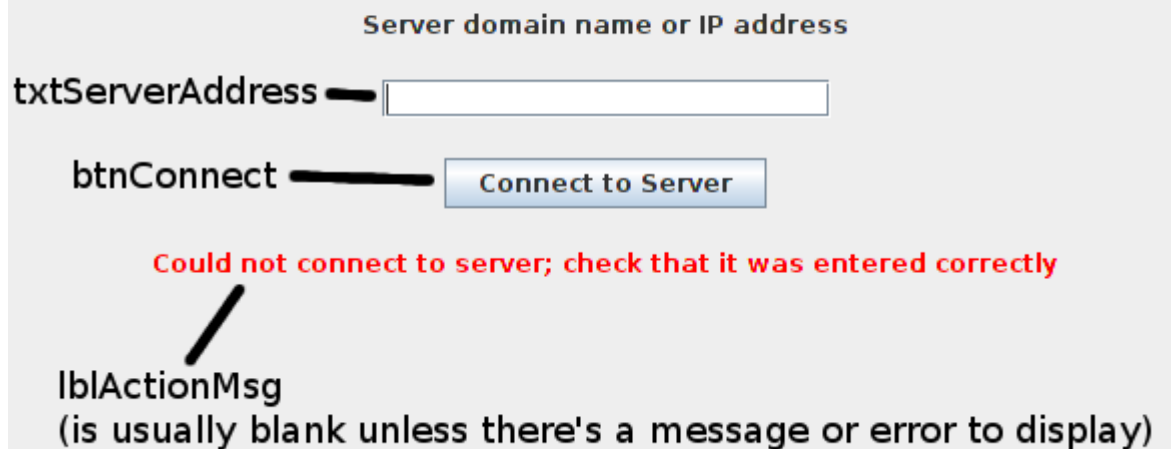 Server domain name or IP address
txtServerAddress
btnConnect
Connect to Server
Could not connect to server; check that it was entered correctly
lblActionMsg
(is usually blank unless there's a message or error to display)